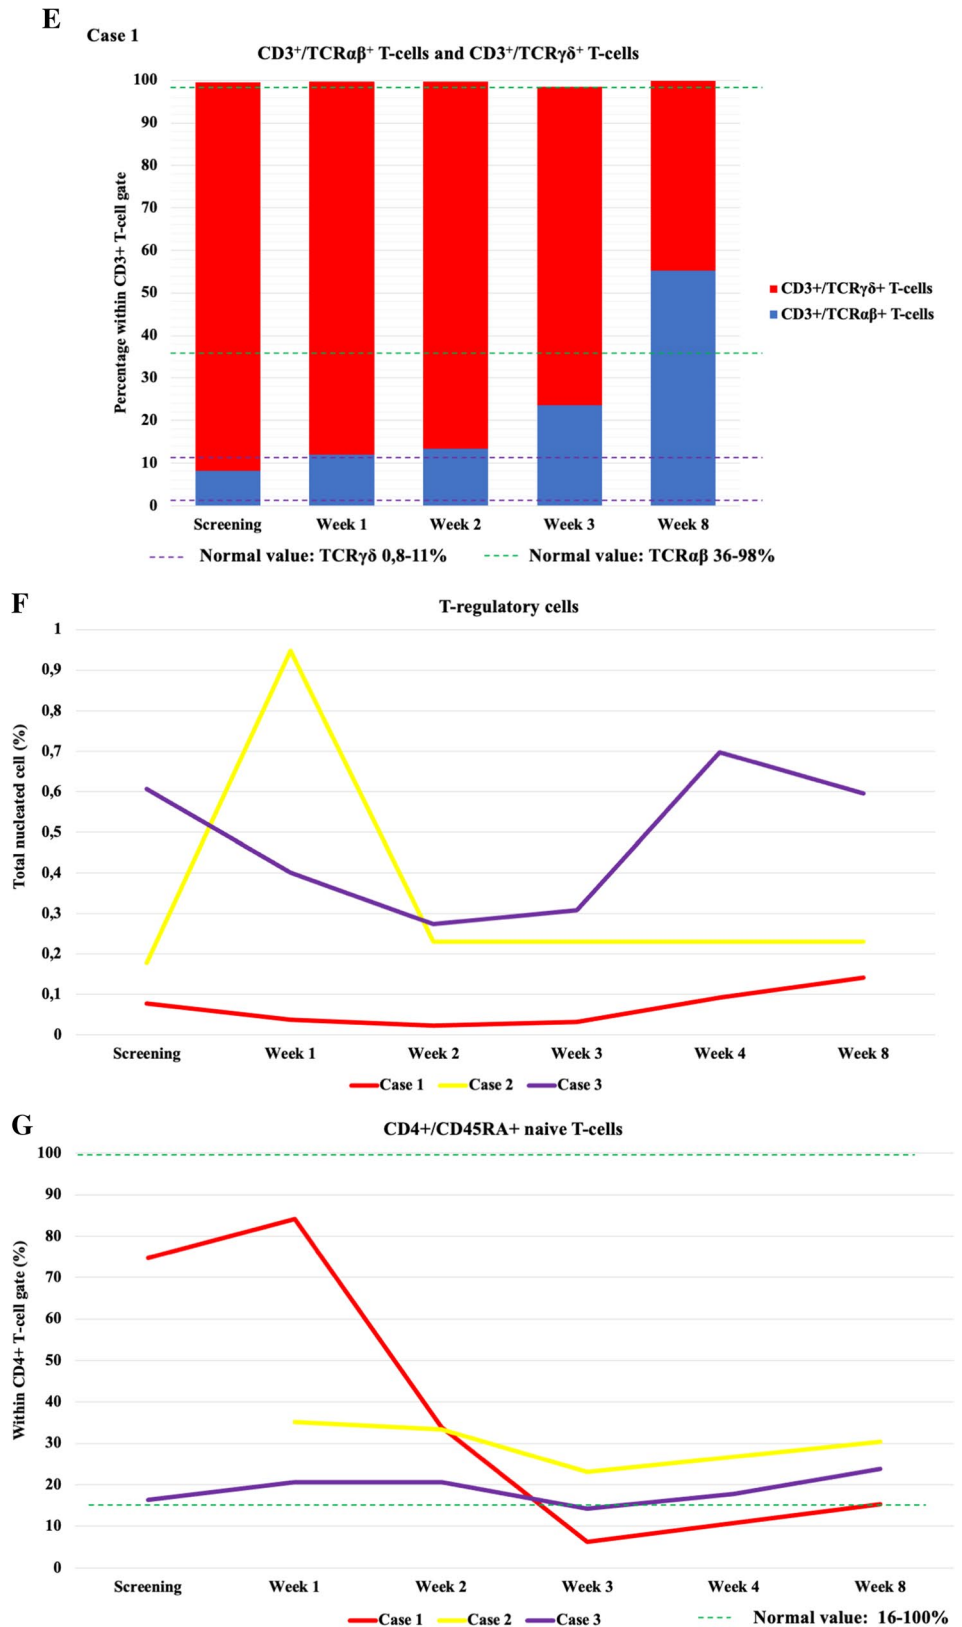 E
Case 1
CD3⁺/TCRαβ⁺ T-cells and CD3⁺/TCRγδ⁺ T-cells
Percentage within CD3+ T-cell gate
100
90
80
70
60
50
40
30
20
10
0
Screening Week 1 Week 2 Week 3 Week 8
CD3+/TCRγδ+ T-cells
CD3+/TCRαβ+ T-cells
Normal value: TCRγδ 0,8-11% Normal value: TCRαβ 36-98%
F
T-regulatory cells
Total nucleated cell (%)
1
0,9
0,8
0,7
0,6
0,5
0,4
0,3
0,2
0,1
0
Screening Week 1 Week 2 Week 3 Week 4 Week 8
Case 1 Case 2 Case 3
G
CD4+/CD45RA+ naive T-cells
Within CD4+ T-cell gate (%)
100
90
80
70
60
50
40
30
20
10
0
Screening Week 1 Week 2 Week 3 Week 4 Week 8
Case 1 Case 2 Case 3 Normal value: 16-100%